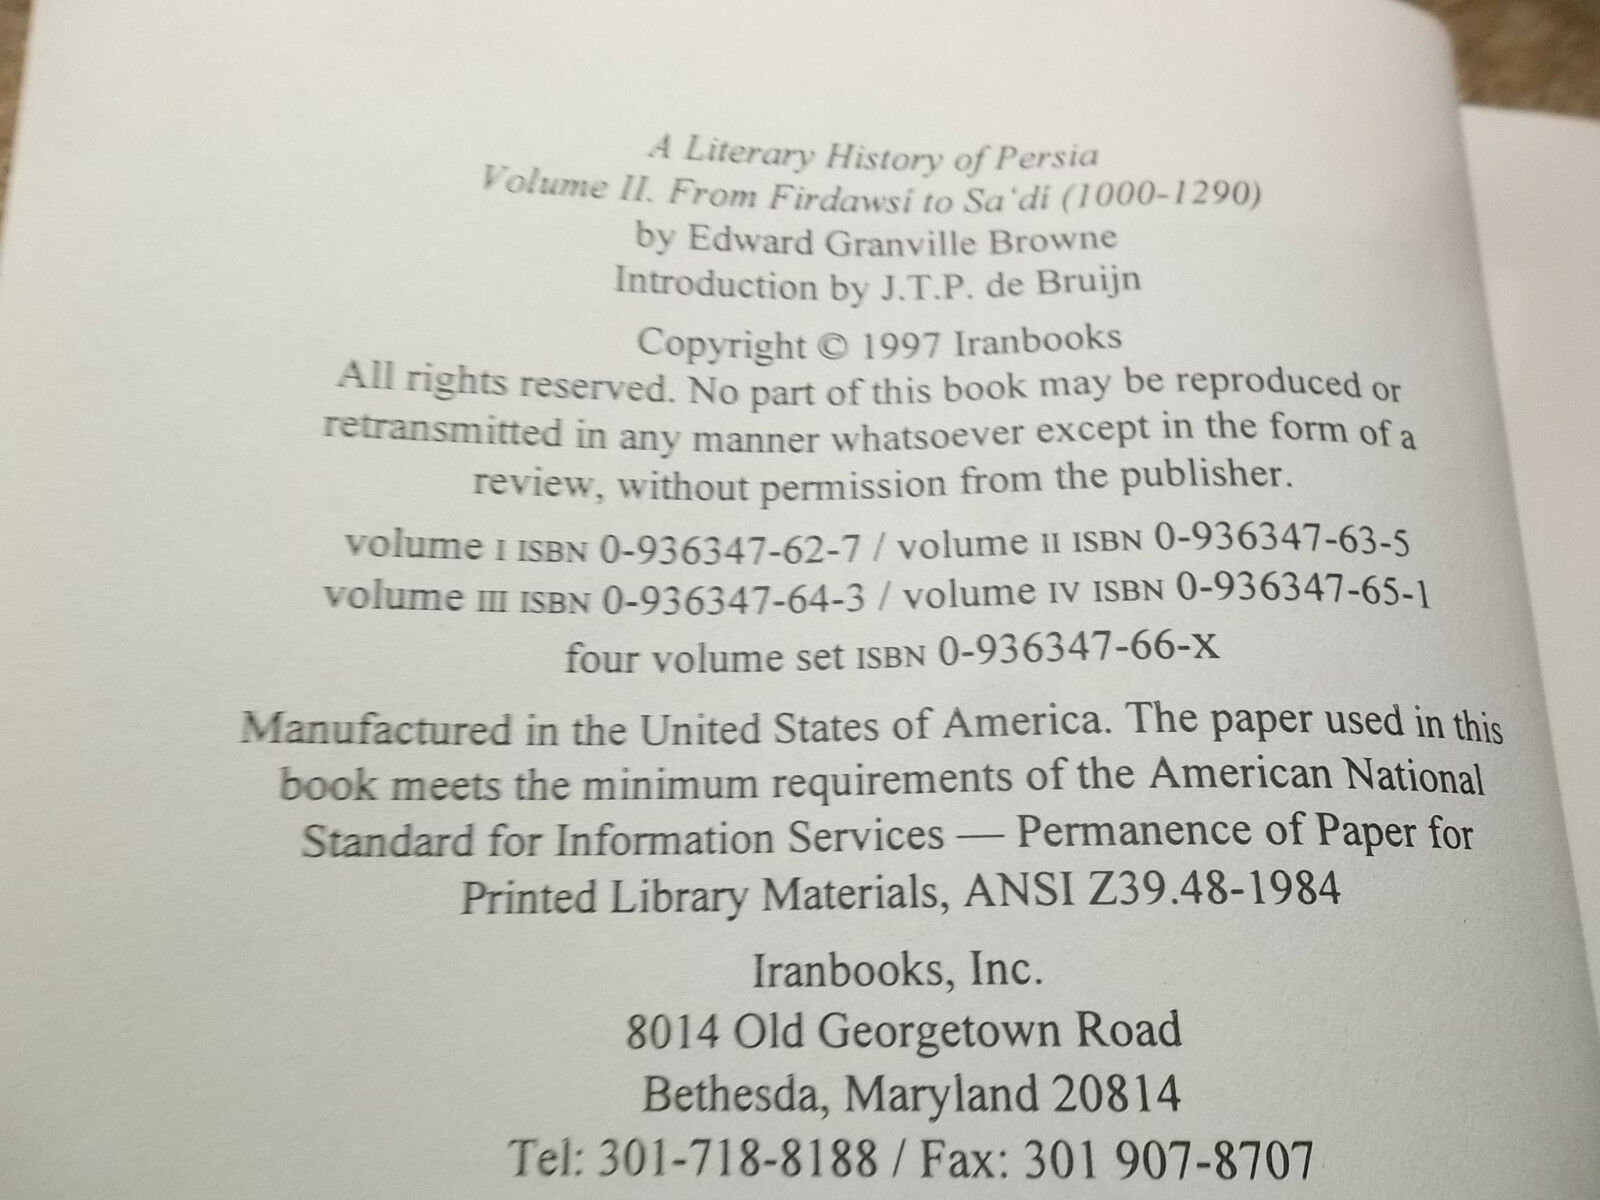 A Literary History of Persia
Volume II. From Firdawsí to Sa‘dí (1000-1290)
by Edward Granville Browne
Introduction by J.T.P. de Bruijn
Copyright © 1997 Iranbooks
All rights reserved. No part of this book may be reproduced or
retransmitted in any manner whatsoever except in the form of a
review, without permission from the publisher.
volume I ISBN 0-936347-62-7 / volume II ISBN 0-936347-63-5
volume III ISBN 0-936347-64-3 / volume IV ISBN 0-936347-65-1
four volume set ISBN 0-936347-66-X
Manufactured in the United States of America. The paper used in this
book meets the minimum requirements of the American National
Standard for Information Services — Permanence of Paper for
Printed Library Materials, ANSI Z39.48-1984
Iranbooks, Inc.
8014 Old Georgetown Road
Bethesda, Maryland 20814
Tel: 301-718-8188 / Fax: 301 907-8707